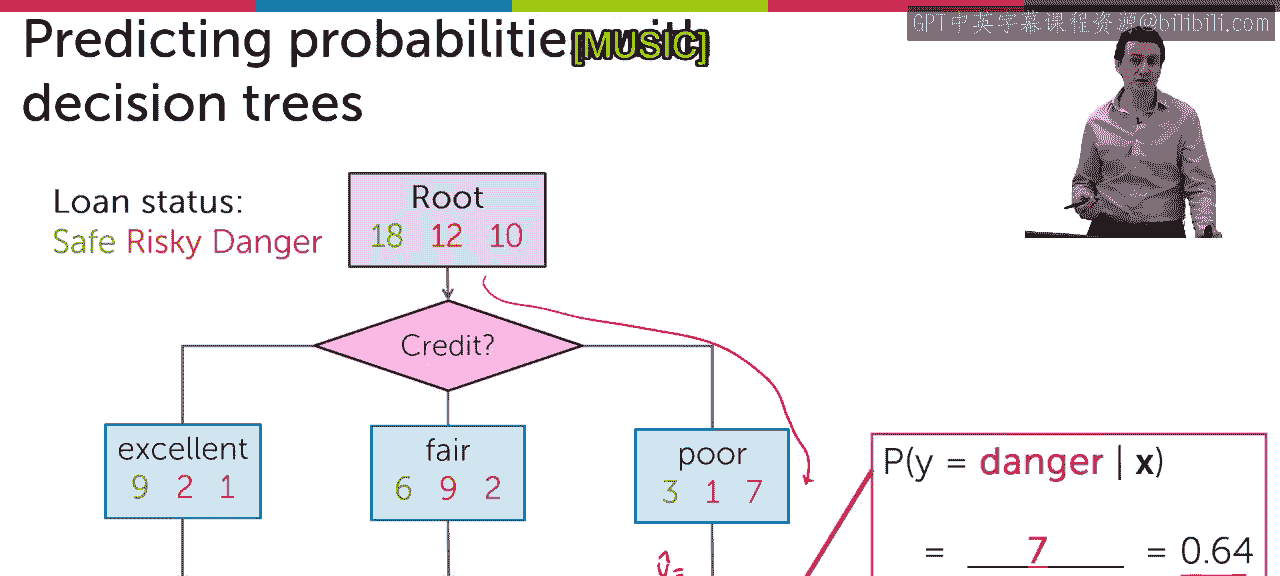 GPT中英字幕课程资源@bilibili.com
Predicting probabilities
[MUSIC]
decision trees
Loan status:
Safe Risky Danger
Root
18 12 10
Credit?
excellent
9 2 1
fair
6 9 2
poor
3 1 7
P(y = danger | x)
= 7 = 0.64
ŷ=